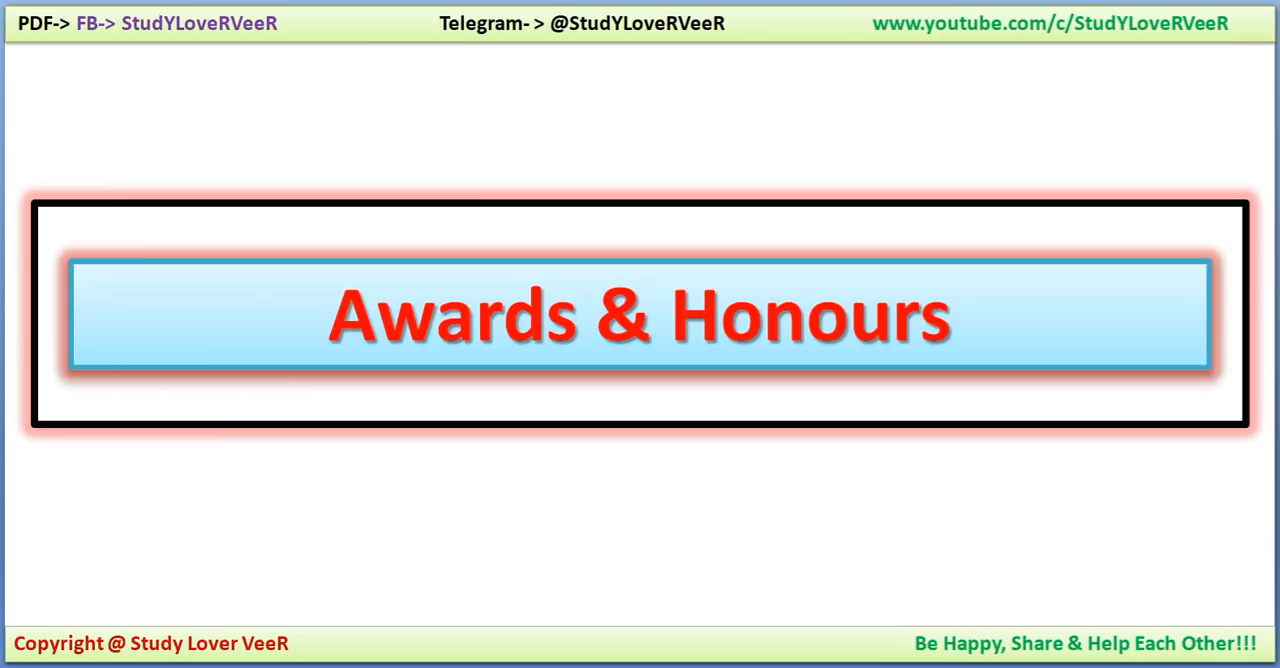 PDF-> FB-> StudYLoveRVeeR Telegram- > @StudYLoveRVeeR www.youtube.com/c/StudYLoveRVeeR
Awards & Honours
Copyright @ Study Lover VeeR Be Happy, Share & Help Each Other!!!